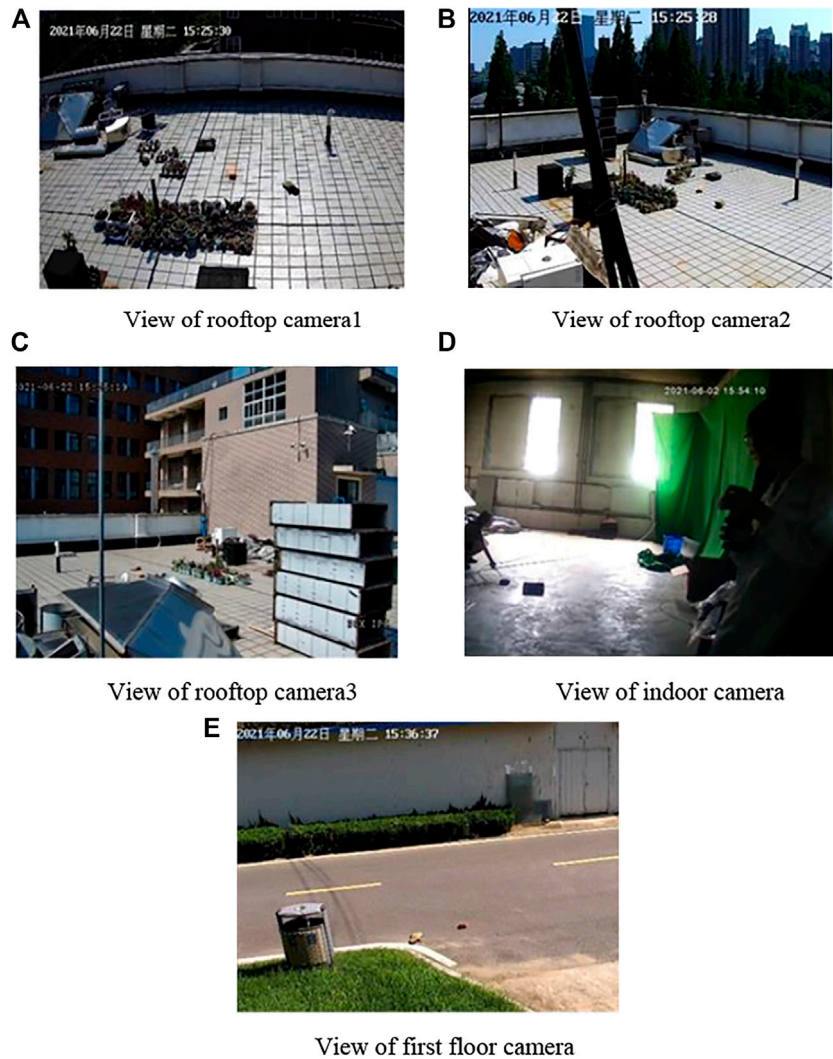 A
2021年06月22日 星期二 15:25:30
View of rooftop camera1
B
2021年06月22日 星期二 15:25:28
View of rooftop camera2
C
View of rooftop camera3
D
2021-06-02 15:54:10
View of indoor camera
E
2021年06月22日 星期二 15:36:37
View of first floor camera